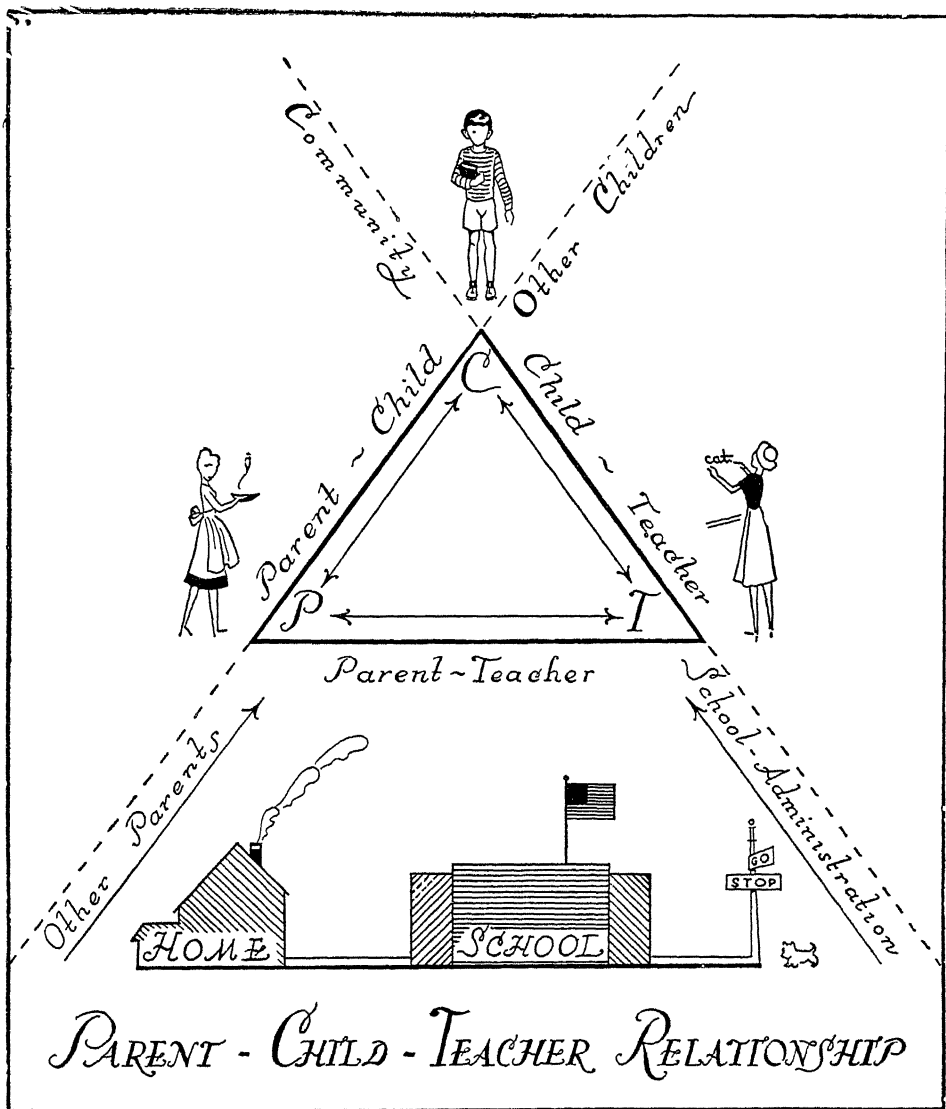 Community
Other Children
C
Parent ~ Child
Child ~ Teacher
cat
P
T
Parent~Teacher
Other Parents
School-Administration
GO
STOP
HOME
SCHOOL
PARENT - CHILD - TEACHER RELATIONSHIP